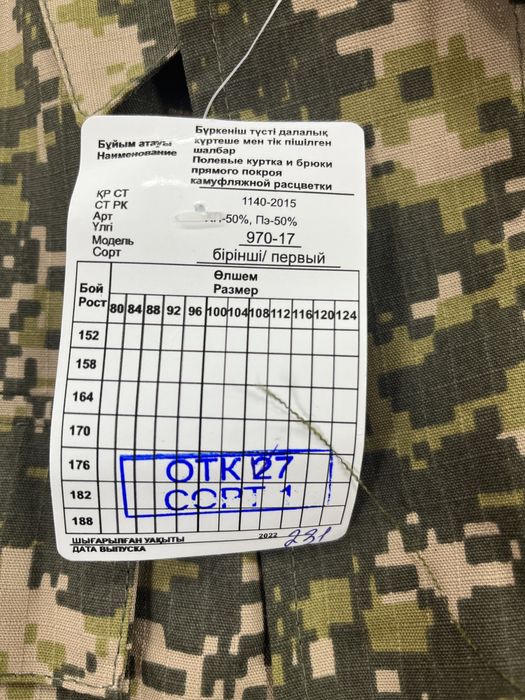 Бұйым атауы
Наименование
Бүркеніш түсті далалық
күртеше мен тік пішілген
шалбар
Полевые куртка и брюки
прямого покроя
камуфляжной расцветки
ҚР СТ
СТ РК 1140-2015
Арт -50%, Пэ-50%
Үлгі
Модель 970-17
Сорт бірінші/ первый
Бой
Рост
Өлшем
Размер
80 84 88 92 96 100 104 108 112 116 120 124
152
158
164
170
176
182
188
ОТК 27
СОРТ 1
ШЫҒАРЫЛҒАН УАҚЫТЫ
ДАТА ВЫПУСКА
2022 231